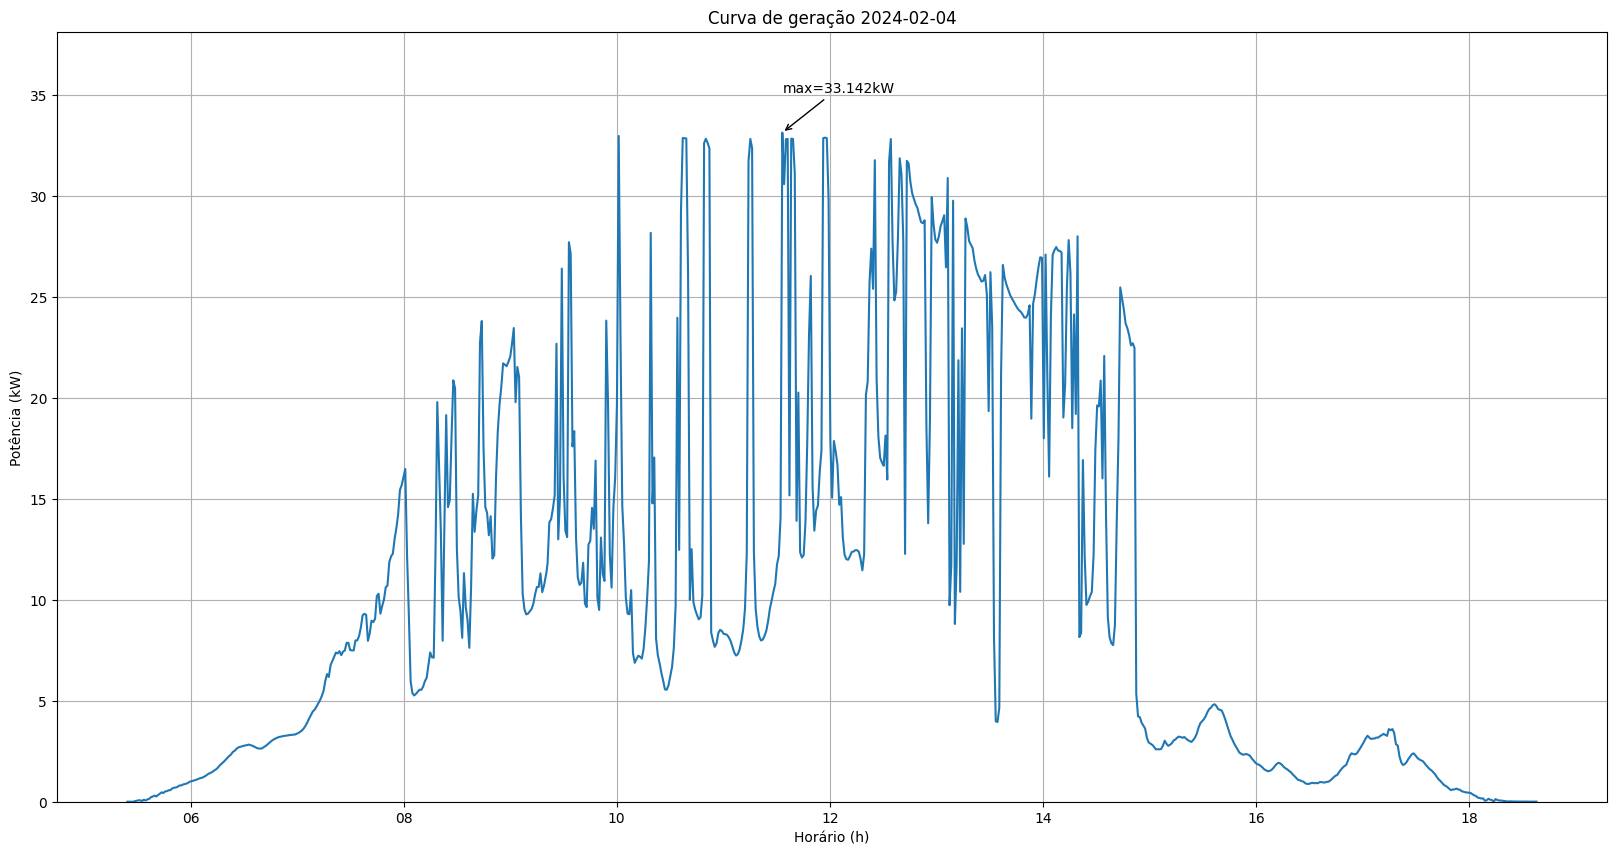 Curva de geração 2024-02-04
max=33.142kW
Potência (kW)
35
30
25
20
15
10
5
0
06 08 10 12 14 16 18
Horário (h)